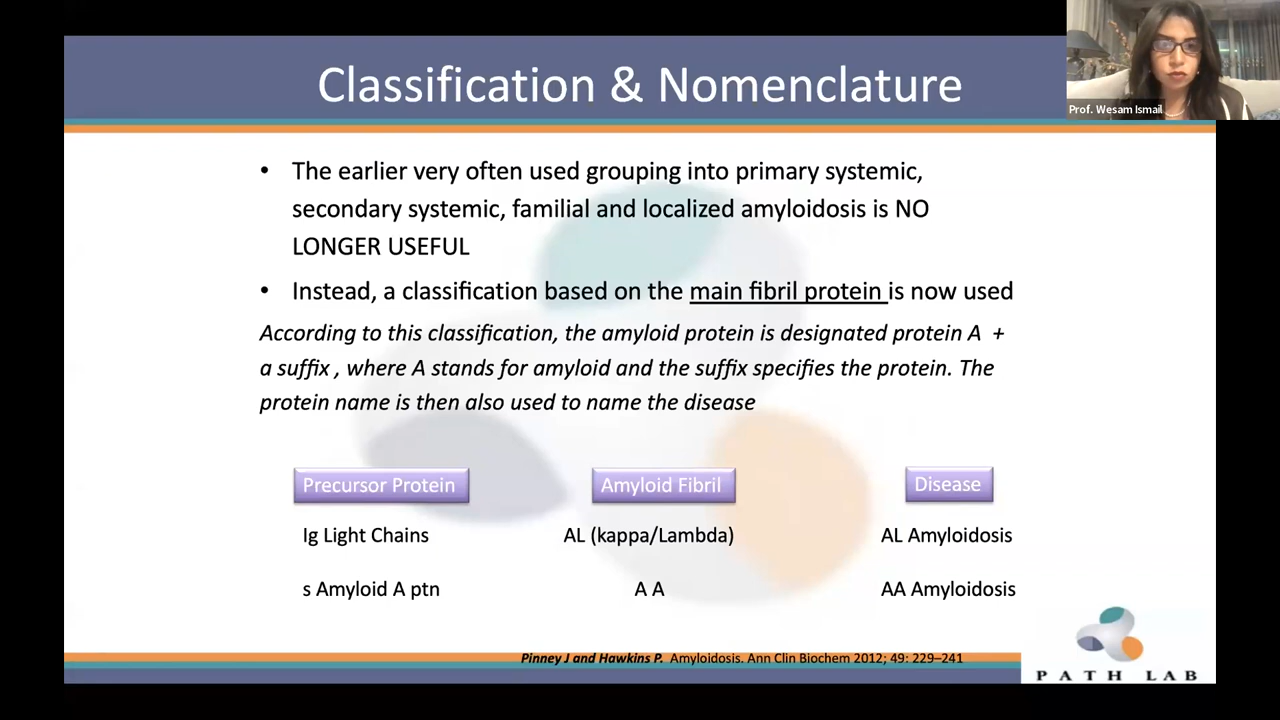 Classification & Nomenclature
Prof. Wesam Ismail
• The earlier very often used grouping into primary systemic,
secondary systemic, familial and localized amyloidosis is NO
LONGER USEFUL
• Instead, a classification based on the main fibril protein is now used
According to this classification, the amyloid protein is designated protein A +
a suffix , where A stands for amyloid and the suffix specifies the protein. The
protein name is then also used to name the disease
Precursor Protein Amyloid Fibril Disease
Ig Light Chains AL (kappa/Lambda) AL Amyloidosis
s Amyloid A ptn A A AA Amyloidosis
Pinney J and Hawkins P. Amyloidosis. Ann Clin Biochem 2012; 49: 229–241
PATH LAB